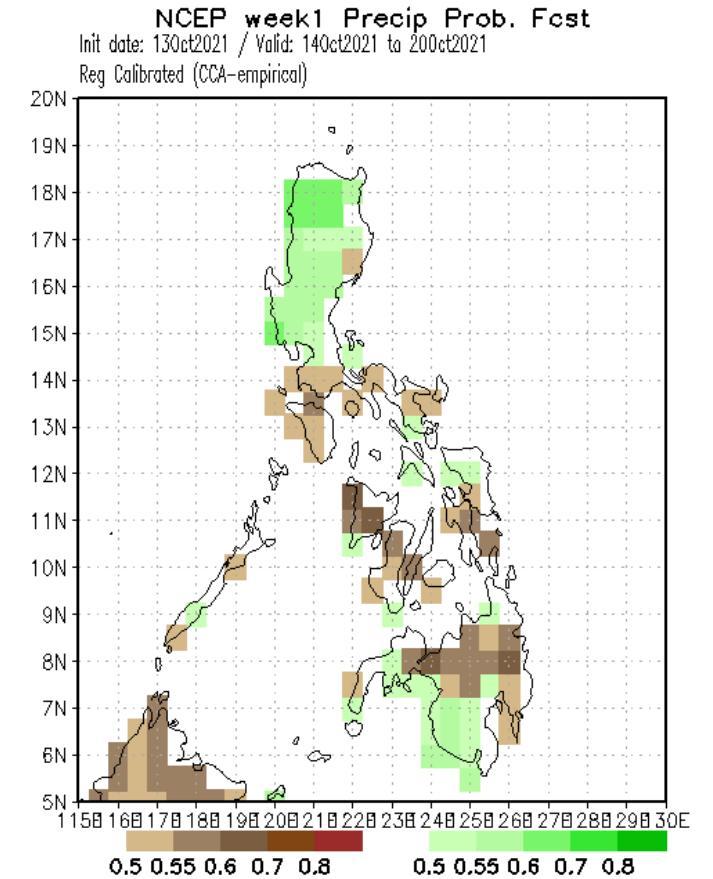 NCEP week1 Precip Prob. Fcst
Init date: 13Oct2021 / Valid: 14Oct2021 to 20Oct2021
Reg Calibrated (CCA-empirical)
20N
19N
18N
17N
16N
15N
14N
13N
12N
11N
10N
9N
8N
7N
6N
5N
115E 116E 117E 118E 119E 120E 121E 122E 123E 124E 125E 126E 127E 128E 129E 130E
0.5 0.55 0.6 0.7 0.8 0.5 0.55 0.6 0.7 0.8